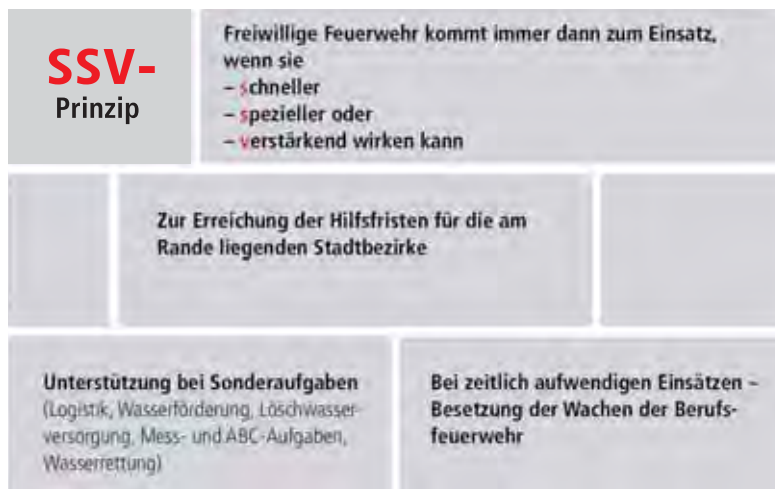 SSV-
Prinzip
Freiwillige Feuerwehr kommt immer dann zum Einsatz,
wenn sie
– schneller
– spezieller oder
– verstärkend wirken kann
Zur Erreichung der Hilfsfristen für die am
Rande liegenden Stadtbezirke
Unterstützung bei Sonderaufgaben
(Logistik, Wasserförderung, Löschwasser-
versorgung, Mess- und ABC-Aufgaben,
Wasserrettung)
Bei zeitlich aufwendigen Einsätzen –
Besetzung der Wachen der Berufs-
feuerwehr